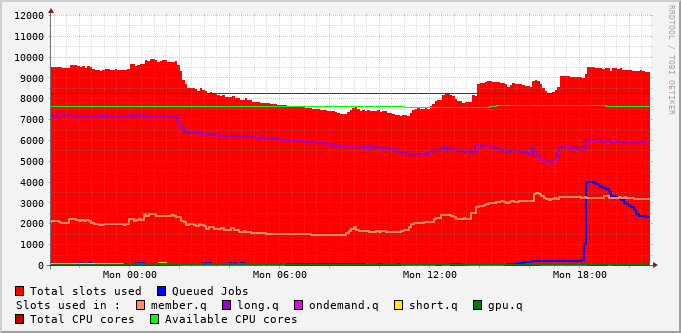 12000
11000
10000
9000
8000
7000
6000
5000
4000
3000
2000
1000
0
Mon 00:00 Mon 06:00 Mon 12:00 Mon 18:00
RRDTOOL / TOBI OETIKER
Total slots used Queued Jobs
Slots used in : member.q long.q ondemand.q short.q gpu.q
Total CPU cores Available CPU cores